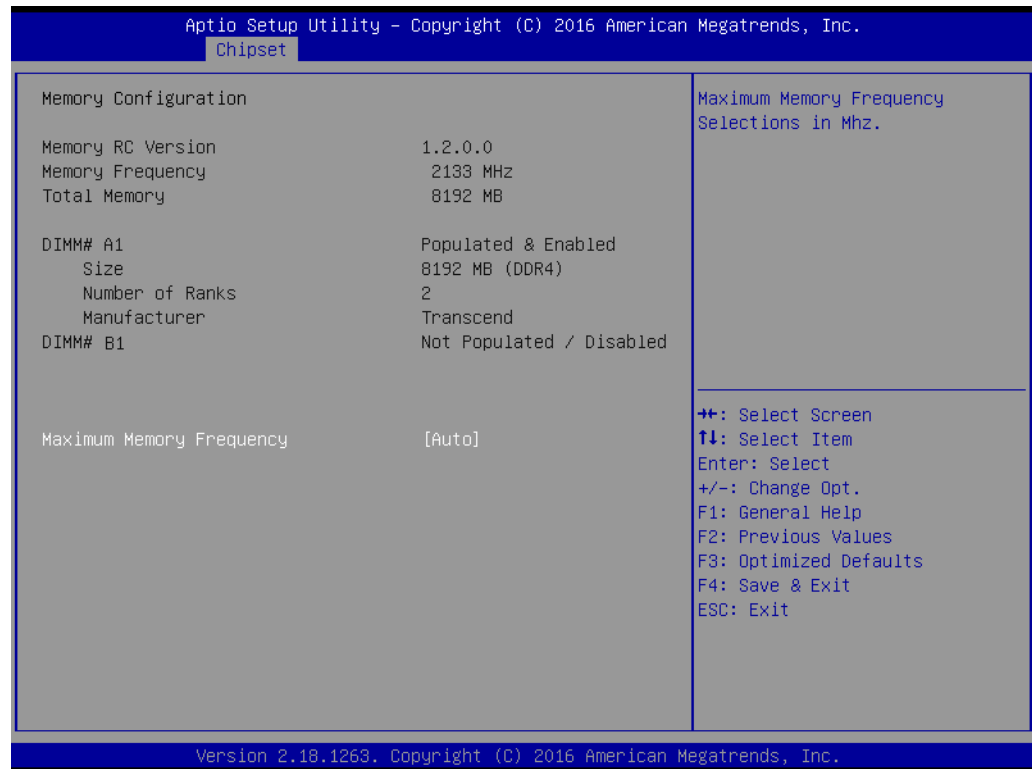 Aptio Setup Utility – Copyright (C) 2016 American Megatrends, Inc.
Chipset
Memory Configuration
Memory RC Version 1.2.0.0
Memory Frequency 2133 MHz
Total Memory 8192 MB
DIMM# A1 Populated & Enabled
Size 8192 MB (DDR4)
Number of Ranks 2
Manufacturer Transcend
DIMM# B1 Not Populated / Disabled
Maximum Memory Frequency [Auto]
Maximum Memory Frequency
Selections in Mhz.
→←: Select Screen
↑↓: Select Item
Enter: Select
+/-: Change Opt.
F1: General Help
F2: Previous Values
F3: Optimized Defaults
F4: Save & Exit
ESC: Exit
Version 2.18.1263. Copyright (C) 2016 American Megatrends, Inc.